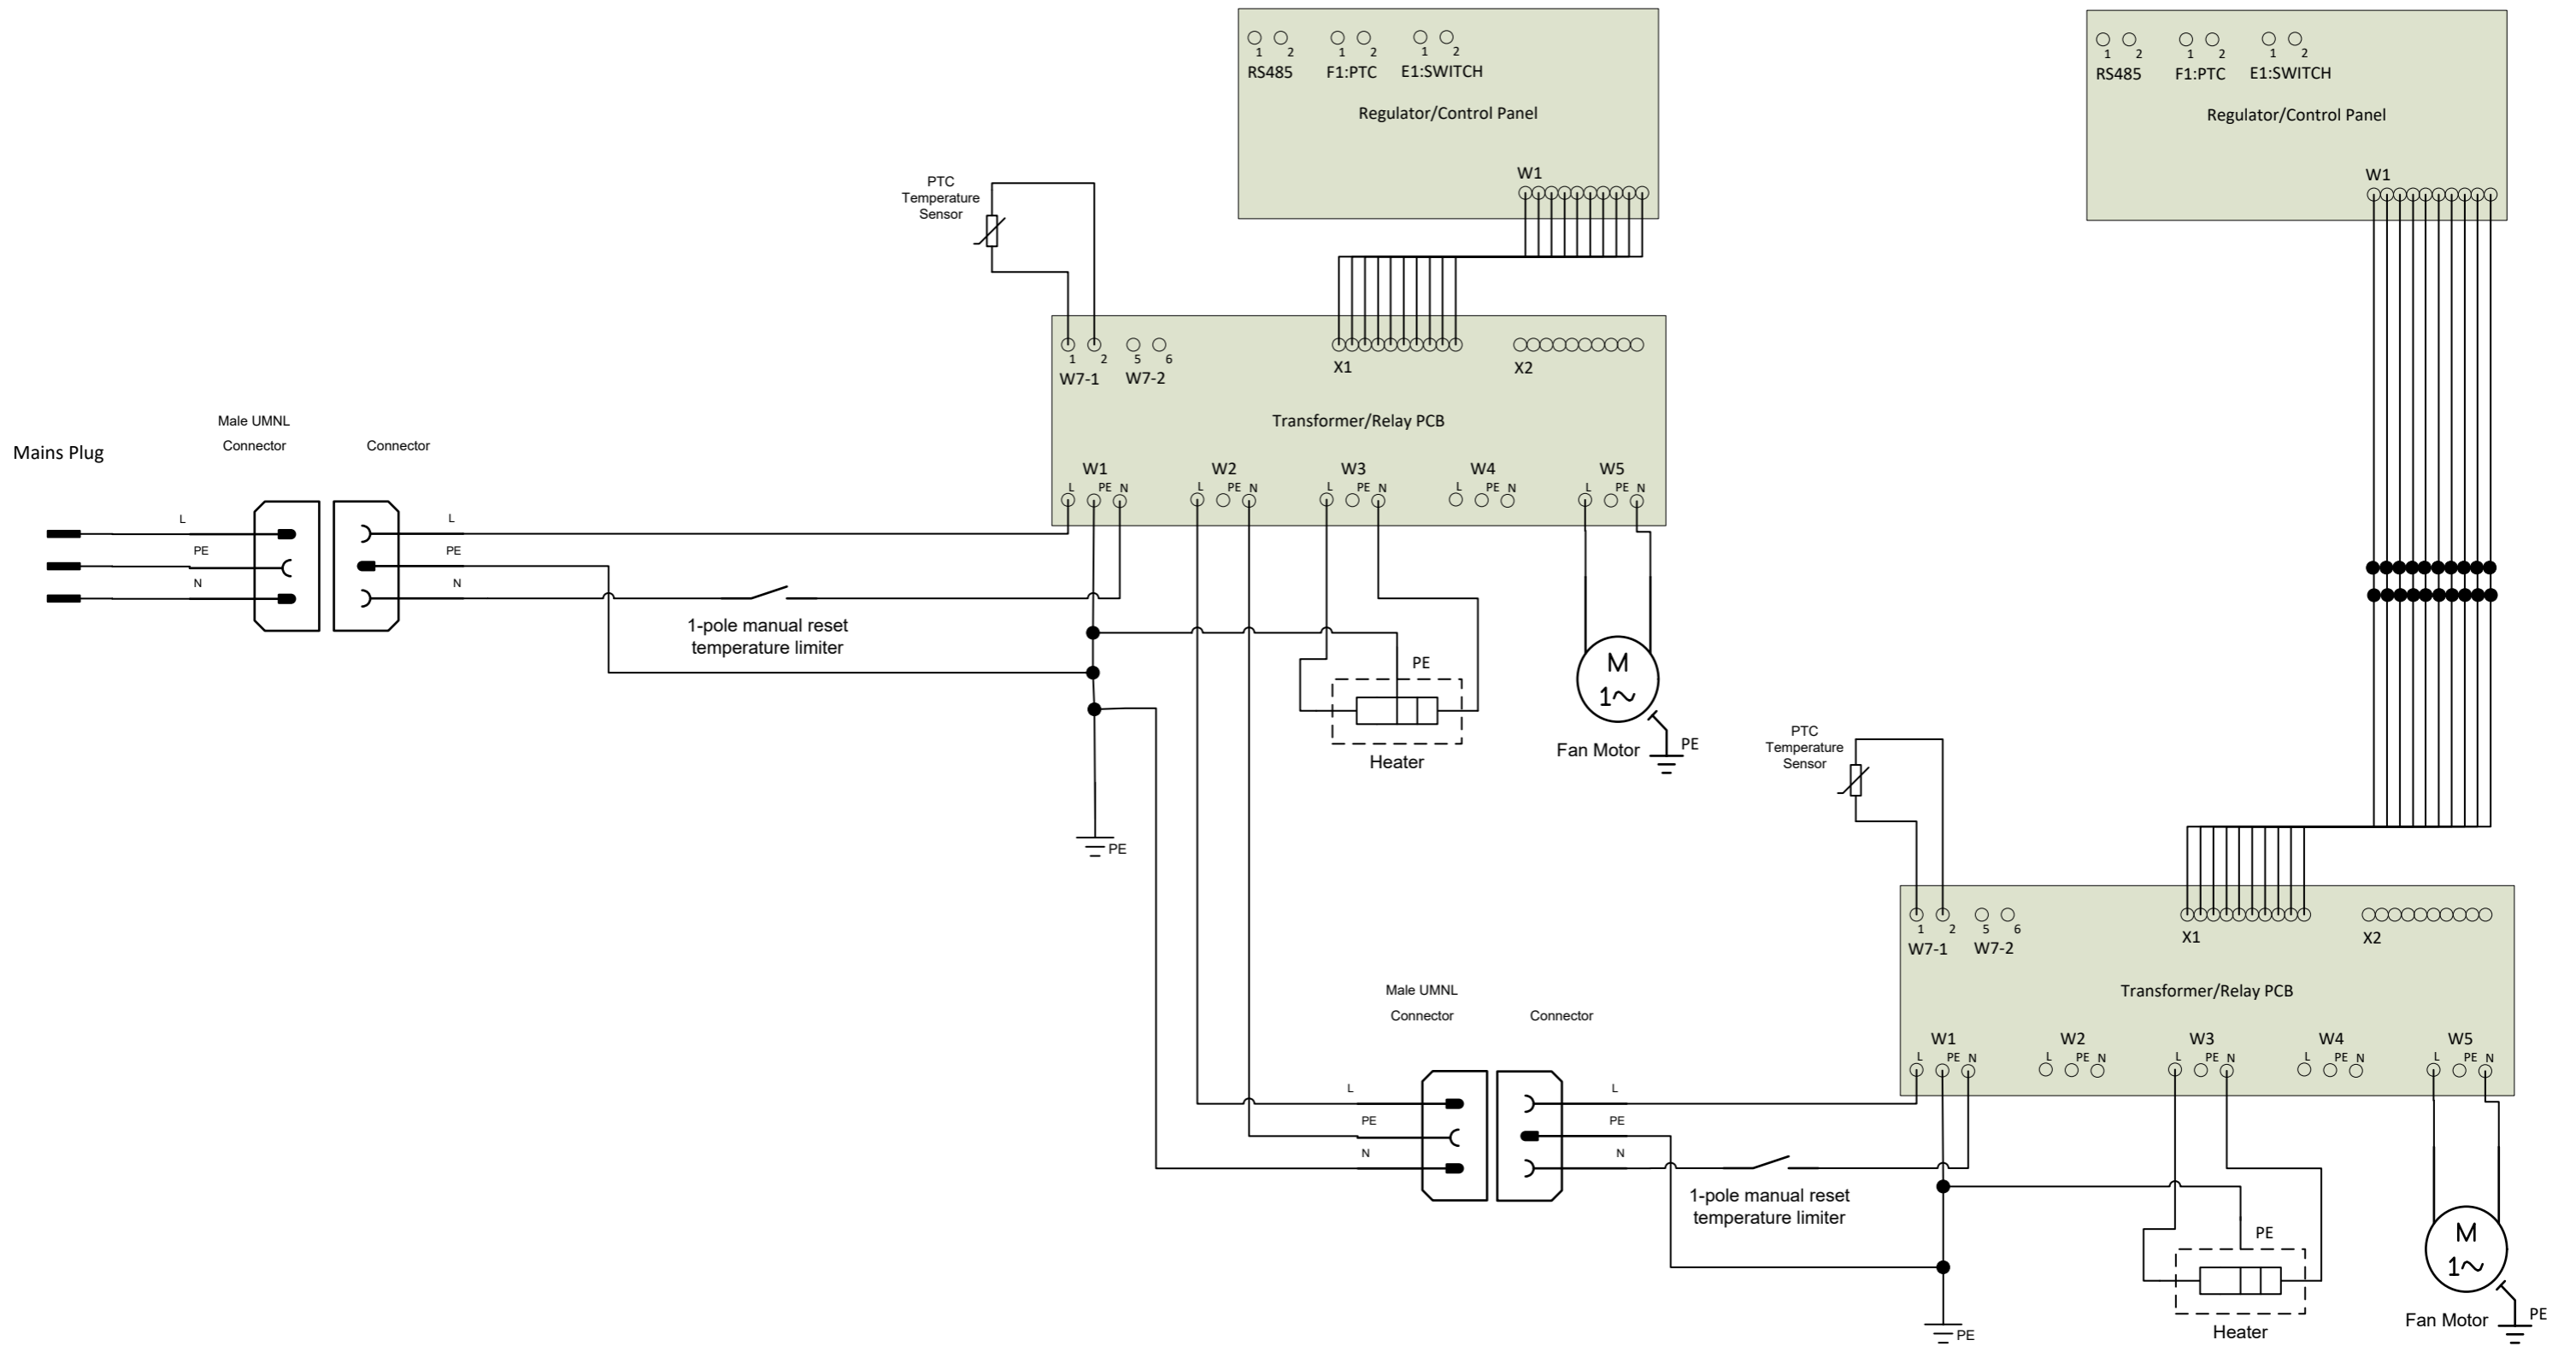 1 2 1 2 1 2
RS485 F1:PTC E1:SWITCH
Regulator/Control Panel
W1
1 2 1 2 1 2
RS485 F1:PTC E1:SWITCH
Regulator/Control Panel
W1
PTC
Temperature
Sensor
1 2 5 6
W7-1 W7-2 X1 X2
Transformer/Relay PCB
W1 W2 W3 W4 W5
L PE N L PE N L PE N L PE N L PE N
Mains Plug
Male UMNL
Connector
Connector
L
PE
N
L
PE
N
1-pole manual reset
temperature limiter
PE
Heater
M
1~
Fan Motor
PE
PE
PTC
Temperature
Sensor
1 2 5 6
W7-1 W7-2 X1 X2
Transformer/Relay PCB
W1 W2 W3 W4 W5
L PE N L PE N L PE N L PE N L PE N
Male UMNL
Connector
Connector
L
PE
N
L
PE
N
1-pole manual reset
temperature limiter
PE
Heater
M
1~
Fan Motor
PE
PE